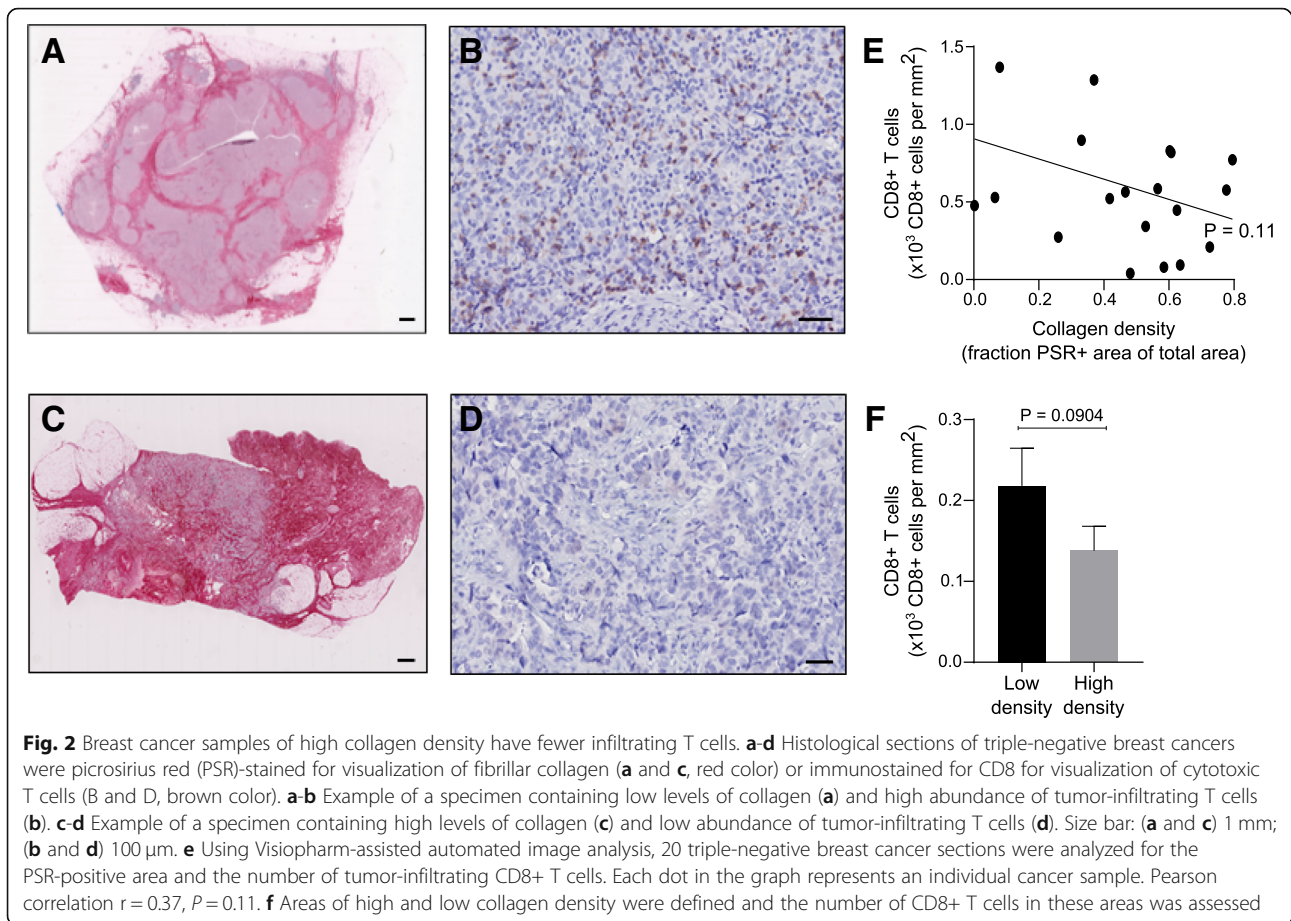 A
B
E
1.5
1.0
0.5
0.0
CD8+ T cells
(x10³ CD8+ cells per mm²)
P = 0.11
0.0 0.2 0.4 0.6 0.8
Collagen density
(fraction PSR+ area of total area)
C
D
F
P = 0.0904
0.3
0.2
0.1
0.0
CD8+ T cells
(x10³ CD8+ cells per mm²)
Low High
density density
Fig. 2 Breast cancer samples of high collagen density have fewer infiltrating T cells. a-d Histological sections of triple-negative breast cancers
were picrosirius red (PSR)-stained for visualization of fibrillar collagen (a and c, red color) or immunostained for CD8 for visualization of cytotoxic
T cells (B and D, brown color). a-b Example of a specimen containing low levels of collagen (a) and high abundance of tumor-infiltrating T cells
(b). c-d Example of a specimen containing high levels of collagen (c) and low abundance of tumor-infiltrating T cells (d). Size bar: (a and c) 1 mm;
(b and d) 100 μm. e Using Visiopharm-assisted automated image analysis, 20 triple-negative breast cancer sections were analyzed for the
PSR-positive area and the number of tumor-infiltrating CD8+ T cells. Each dot in the graph represents an individual cancer sample. Pearson
correlation r = 0.37, P = 0.11. f Areas of high and low collagen density were defined and the number of CD8+ T cells in these areas was assessed